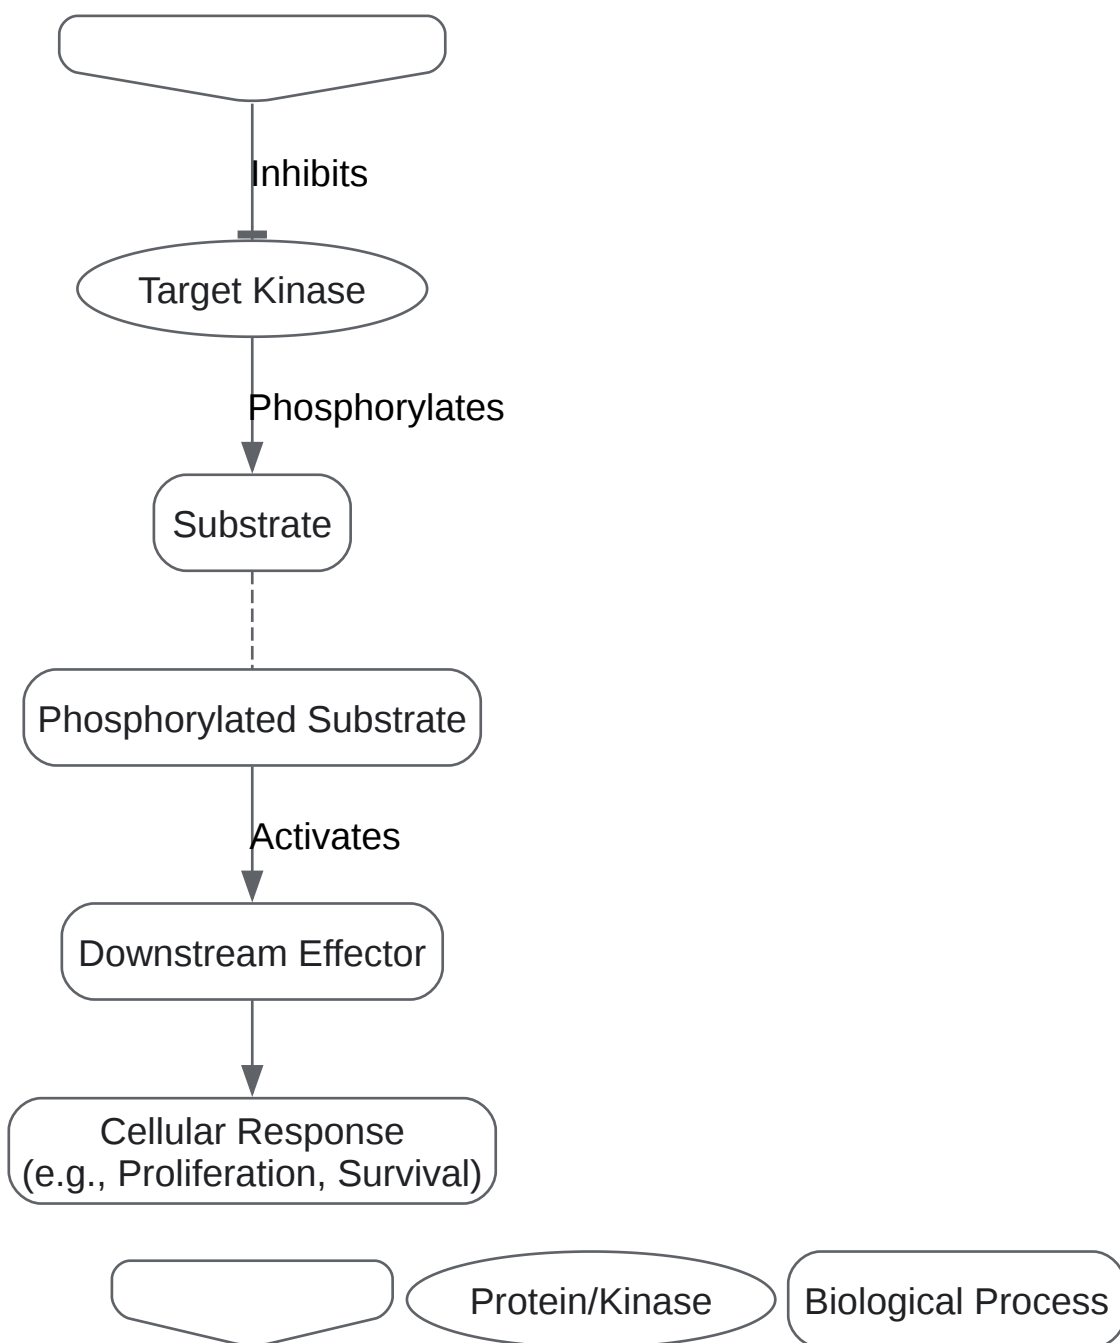 Inhibits
Target Kinase
Phosphorylates
Substrate
Phosphorylated Substrate
Activates
Downstream Effector
Cellular Response
(e.g., Proliferation, Survival)
Protein/Kinase
Biological Process